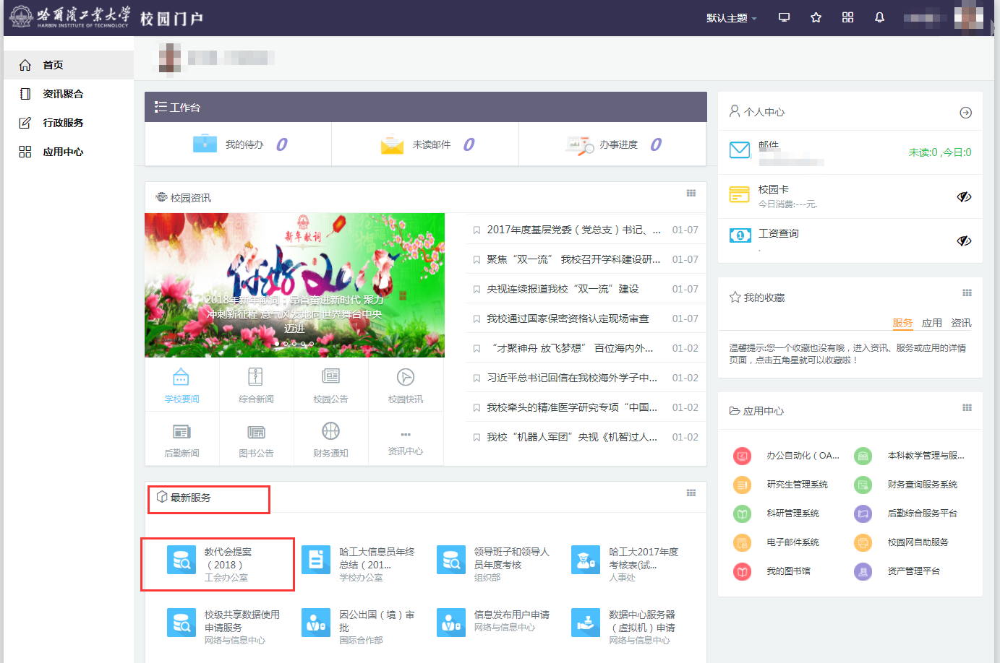 哈爾濱工業大學
HARBIN INSTITUTE OF TECHNOLOGY
校园门户
默认主题
首页
资讯聚合
行政服务
应用中心
工作台
我的待办 0
未读邮件 0
办事进度 0
NEWS 校园资讯
新年献词
你好2018
2018年新年献词：昂首奋进新时代 聚力
冲刺新征程 意气风发地向世界舞台中央
迈进
学校要闻
综合新闻
校园公告
校园快讯
后勤新闻
图书公告
财务通知
资讯中心
2017年度基层党委（党总支）书记、... 01-07
聚焦“双一流” 我校召开学科建设研... 01-07
央视连续报道我校“双一流”建设 01-07
我校通过国家保密资格认定现场审查 01-07
“才聚神舟 放飞梦想” 百位海内外... 01-02
习近平总书记回信在我校海外学子中... 01-02
我校牵头的精准医学研究专项“中国... 01-02
我校“机器人军团”央视《机智过人... 01-02
最新服务
教代会提案
（2018）
工会办公室
哈工大信息员年终
总结（201...
学校办公室
领导班子和领导人
员年度考核
组织部
哈工大2017年度
考核表(试...
人事处
校级共享数据使用
申请服务
网络与信息中心
因公出国（境）审
批
国际合作部
信息发布用户申请
网络与信息中心
数据中心服务器
（虚拟机）申请
网络与信息中心
个人中心
邮件
未读:0 ,今日:0
校园卡
今日消费:---元.
工资查询
.
我的收藏
服务 应用 资讯
温馨提示:您一个收藏也没有哦，进入资讯、服务或应用的详情
页面，点击五角星就可以收藏啦！
应用中心
办公自动化（OA...
本科教学管理与服...
研究生管理系统
财务查询服务系统
科研管理系统
后勤综合服务平台
电子邮件系统
校园网自助服务
我的图书馆
资产管理平台